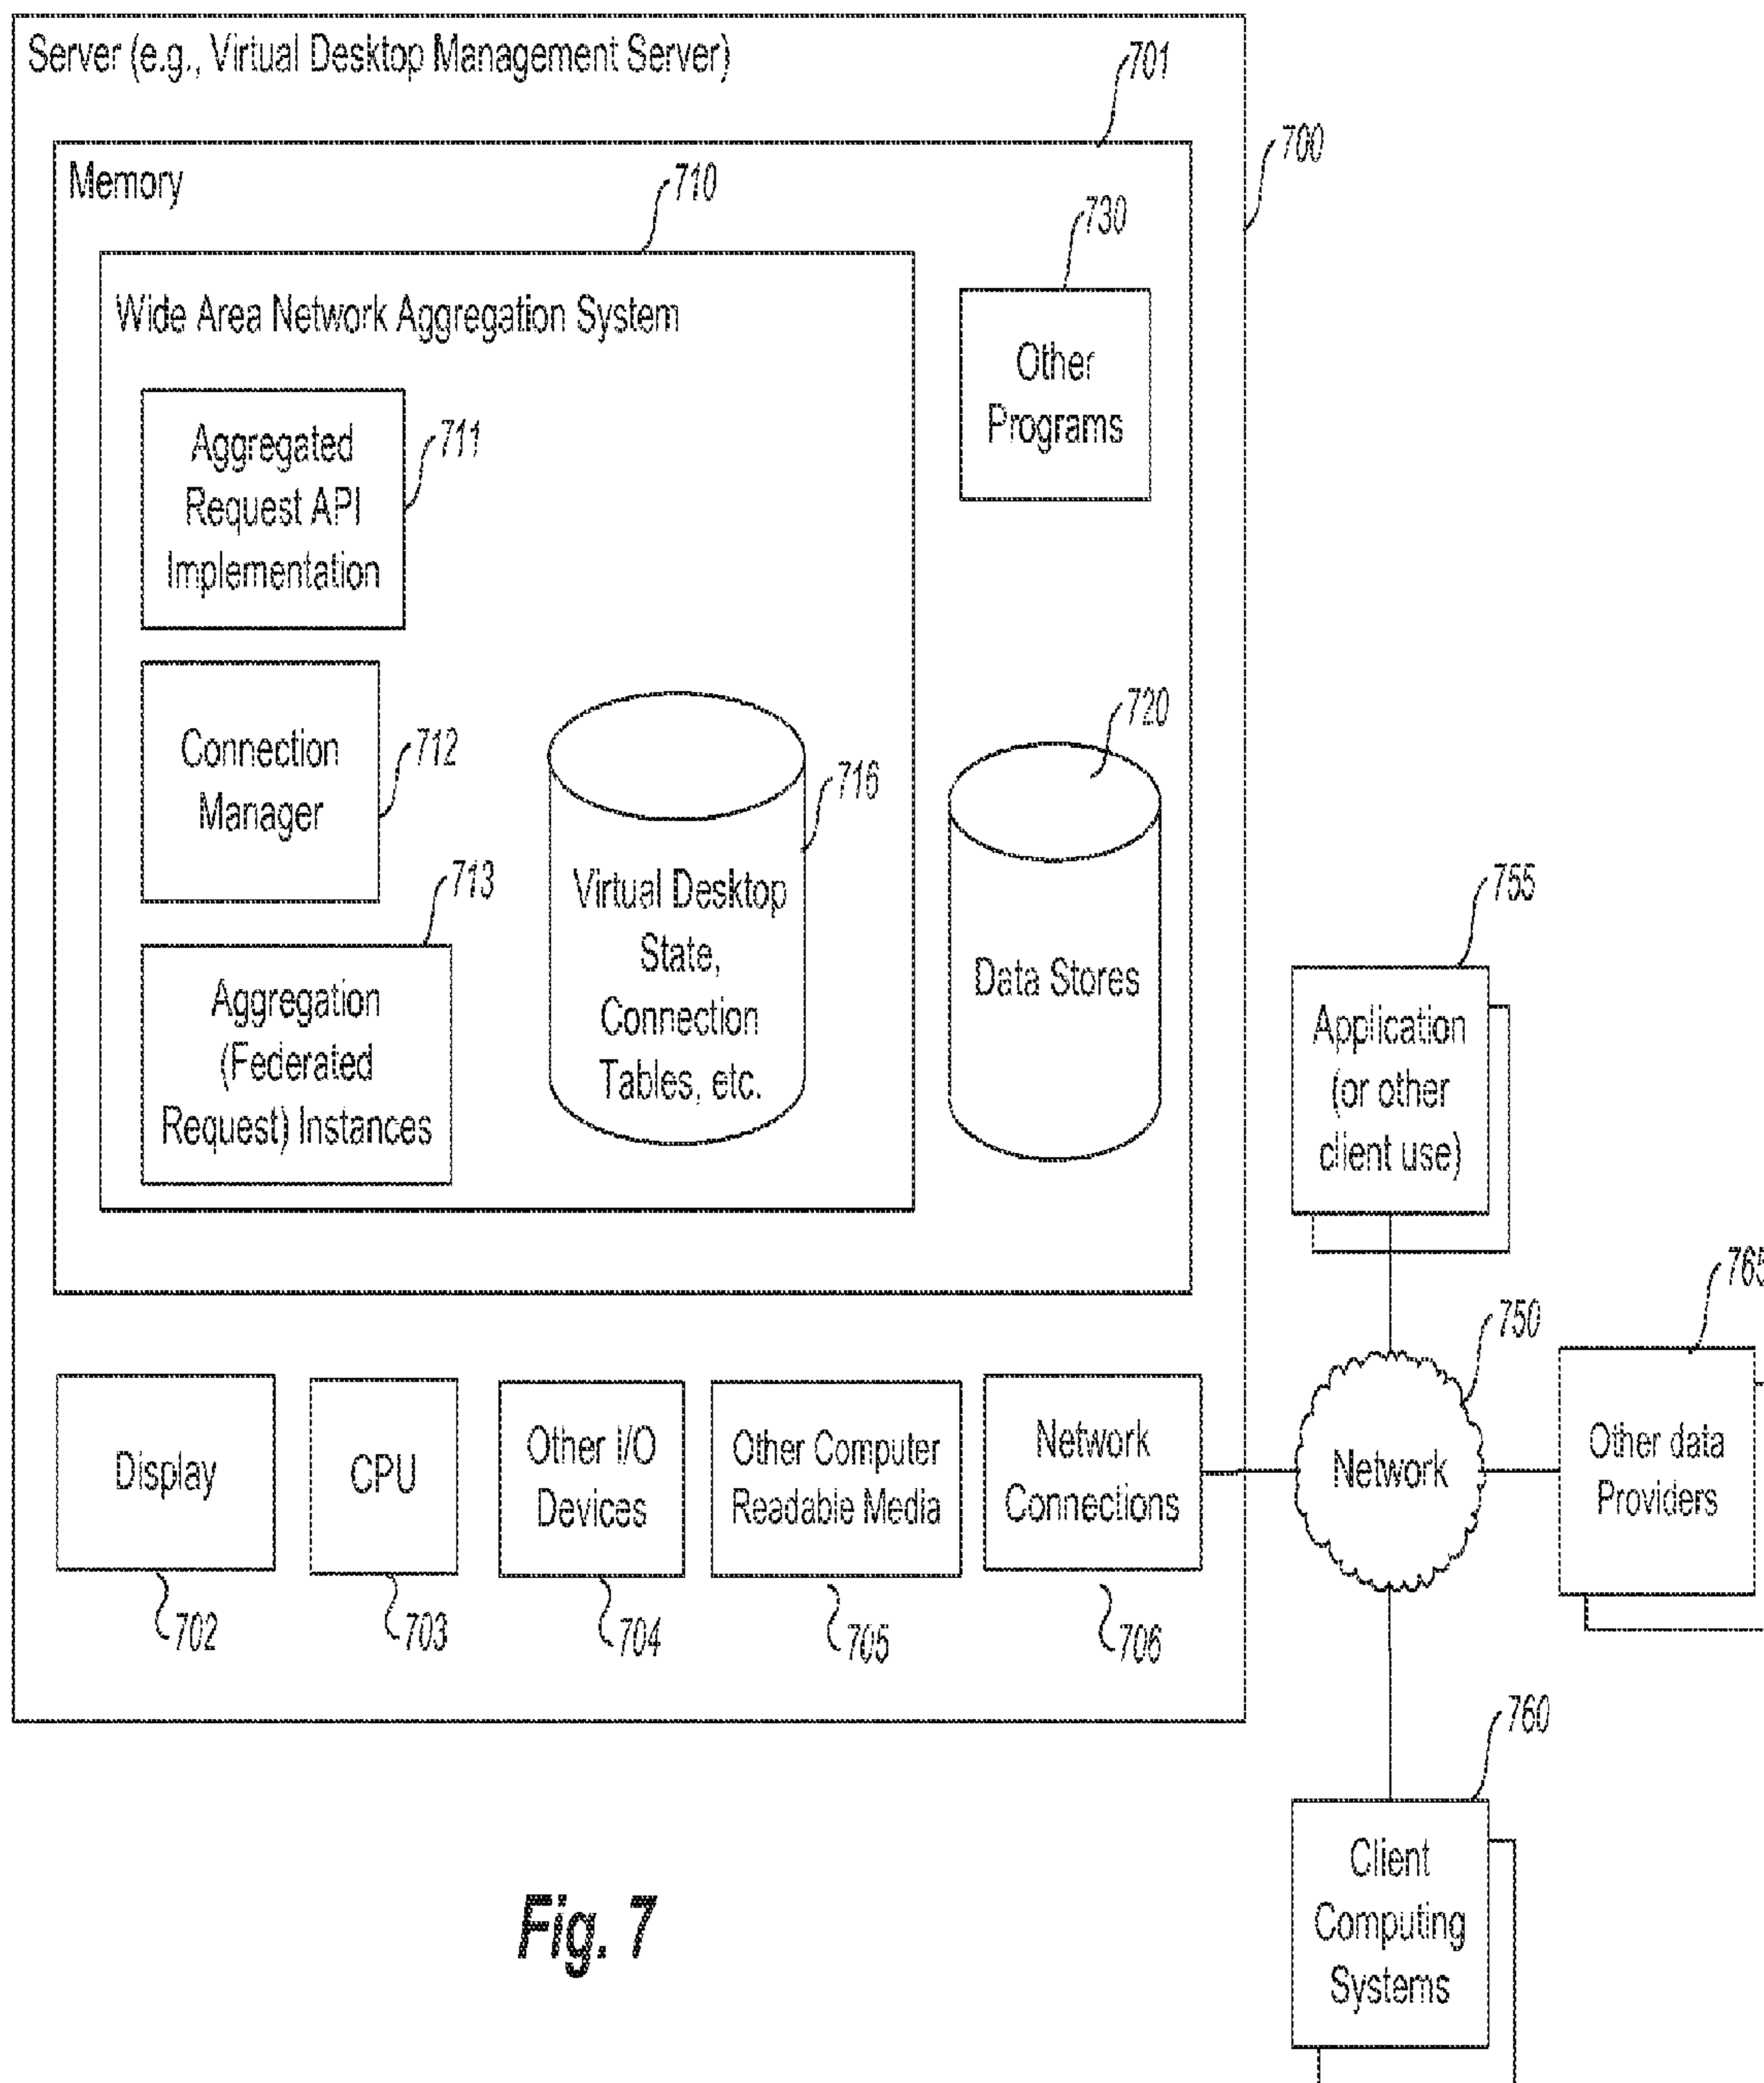 Server (e.g., Virtual Desktop Management Server)
701
700
Memory
710
730
Wide Area Network Aggregation System
Other
Programs
Aggregated
Request API
Implementation
711
Connection
Manager
712
713
Aggregation
(Federated
Request) Instances
716
Virtual Desktop
State,
Connection
Tables, etc.
720
Data Stores
755
Application
(or other
client use)
765
750
Display
CPU
Other I/O
Devices
Other Computer
Readable Media
Network
Connections
Network
Other data
Providers
702
703
704
705
706
760
Client
Computing
Systems
Fig. 7